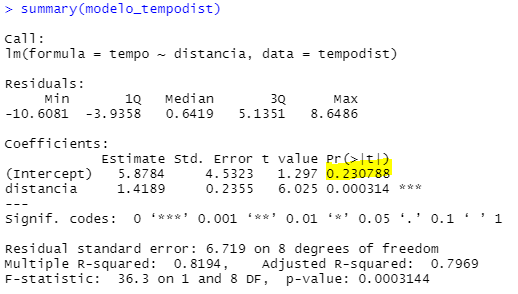 > summary(modelo_tempodist)
Call:
lm(formula = tempo ~ distancia, data = tempodist)
Residuals:
Min 1Q Median 3Q Max
-10.6081 -3.9358 0.6419 5.1351 8.6486
Coefficients:
Estimate Std. Error t value Pr(>|t|)
(Intercept) 5.8784 4.5323 1.297 0.230788
distancia 1.4189 0.2355 6.025 0.000314 ***
---
Signif. codes: 0 ‘***’ 0.001 ‘**’ 0.01 ‘*’ 0.05 ‘.’ 0.1 ‘ ’ 1
Residual standard error: 6.719 on 8 degrees of freedom
Multiple R-squared: 0.8194, Adjusted R-squared: 0.7969
F-statistic: 36.3 on 1 and 8 DF, p-value: 0.0003144